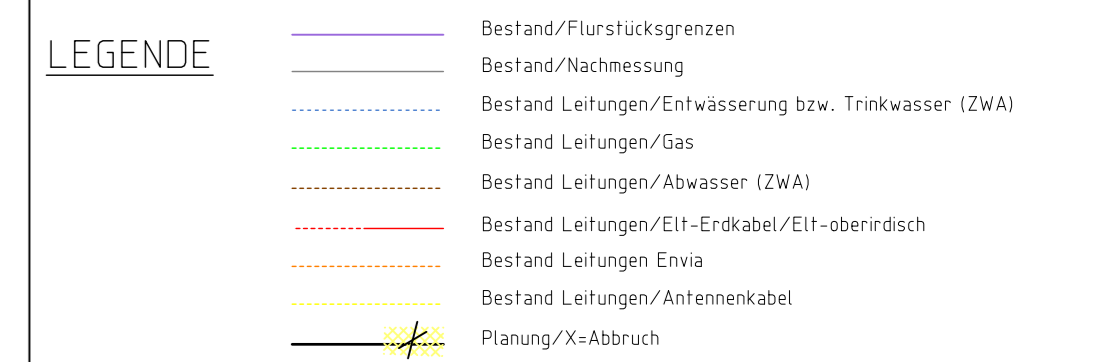 LEGENDE
Bestand/Flurstücksgrenzen
Bestand/Nachmessung
Bestand Leitungen/Entwässerung bzw. Trinkwasser (ZWA)
Bestand Leitungen/Gas
Bestand Leitungen/Abwasser (ZWA)
Bestand Leitungen/Elt-Erdkabel/Elt-oberirdisch
Bestand Leitungen Envia
Bestand Leitungen/Antennenkabel
Planung/X=Abbruch